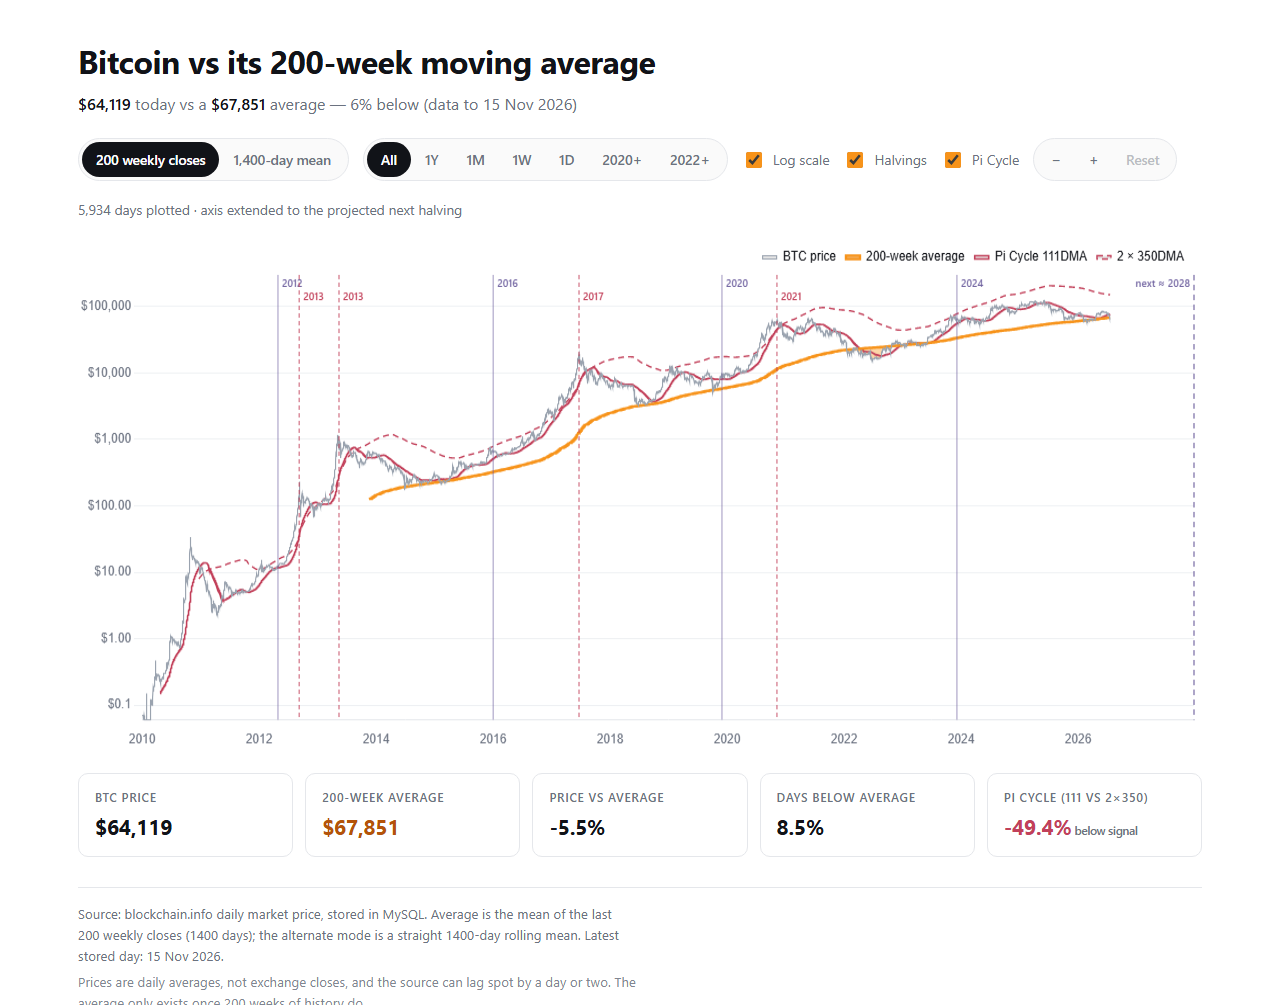 Bitcoin vs its 200-week moving average
$64,119 today vs a $67,851 average — 6% below (data to 15 Nov 2026)
200 weekly closes 1,400-day mean All 1Y 1M 1W 1D 2020+ 2022+ Log scale Halvings Pi Cycle − + Reset
5,934 days plotted · axis extended to the projected next halving
BTC price 200-week average Pi Cycle 111DMA 2 × 350DMA
2012 2016 2020 2024 next ≈ 2028
2013 2013 2017 2021
$100,000
$10,000
$1,000
$100.00
$10.00
$1.00
$0.1
2010 2012 2014 2016 2018 2020 2022 2024 2026
BTC PRICE
$64,119
200-WEEK AVERAGE
$67,851
PRICE VS AVERAGE
-5.5%
DAYS BELOW AVERAGE
8.5%
PI CYCLE (111 VS 2×350)
-49.4% below signal
Source: blockchain.info daily market price, stored in MySQL. Average is the mean of the last
200 weekly closes (1400 days); the alternate mode is a straight 1400-day rolling mean. Latest
stored day: 15 Nov 2026.
Prices are daily averages, not exchange closes, and the source can lag spot by a day or two. The
average only exists once 200 weeks of history do.